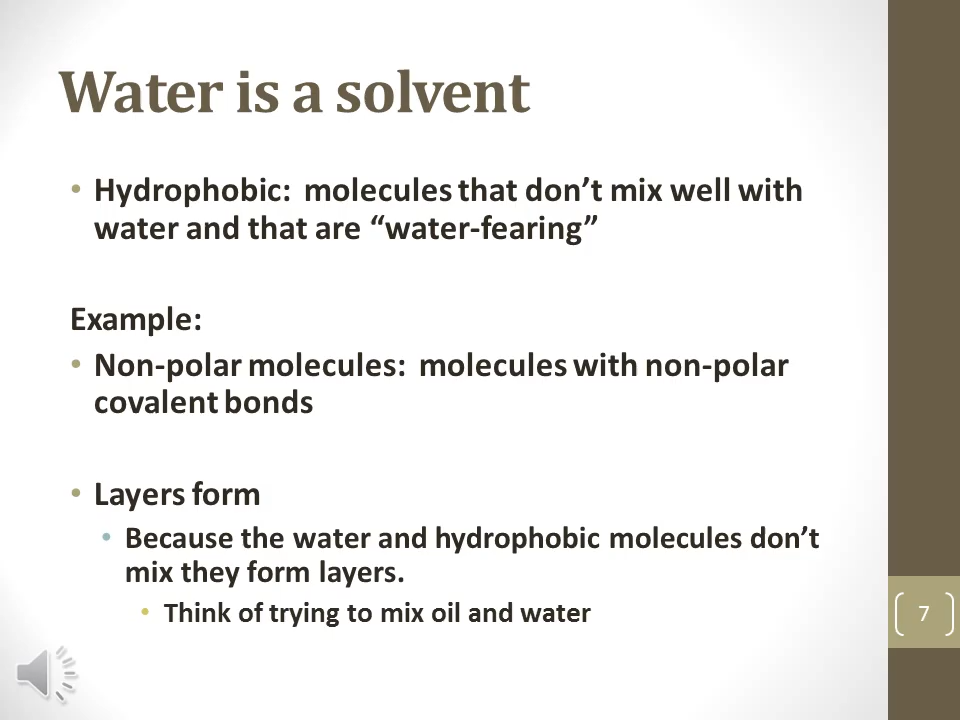 Water is a solvent
• Hydrophobic:  molecules that don’t mix well with
water and that are “water-fearing”
Example:
• Non-polar molecules:  molecules with non-polar
covalent bonds
• Layers form
• Because the water and hydrophobic molecules don’t
mix they form layers.
• Think of trying to mix oil and water
7